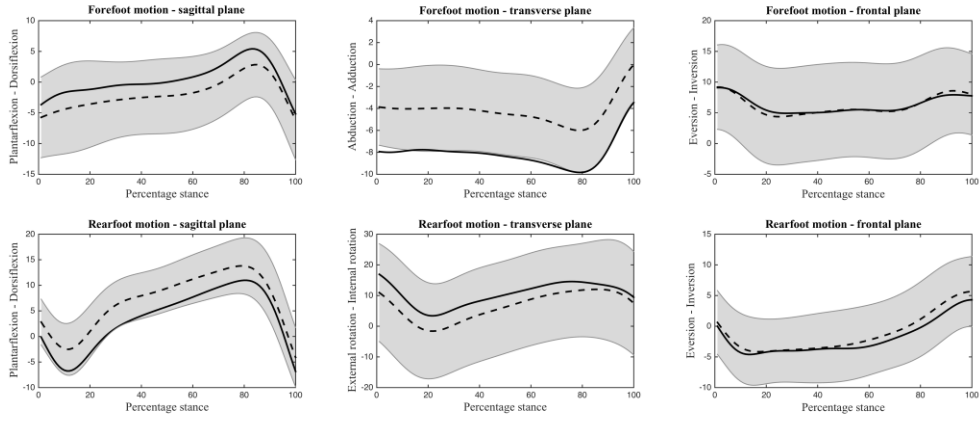 Forefoot motion - sagittal plane
Plantarflexion - Dorsiflexion
10
5
0
-5
-10
-15
0 20 40 60 80 100
Percentage stance
Forefoot motion - transverse plane
Abduction - Adduction
4
2
0
-2
-4
-6
-8
-10
0 20 40 60 80 100
Percentage stance
Forefoot motion - frontal plane
Eversion - Inversion
20
15
10
5
0
-5
0 20 40 60 80 100
Percentage stance
Rearfoot motion - sagittal plane
Plantarflexion - Dorsiflexion
20
15
10
5
0
-5
-10
0 20 40 60 80 100
Percentage stance
Rearfoot motion - transverse plane
External rotation - Internal rotation
30
20
10
0
-10
-20
0 20 40 60 80 100
Percentage stance
Rearfoot motion - frontal plane
Eversion - Inversion
15
10
5
0
-5
-10
0 20 40 60 80 100
Percentage stance